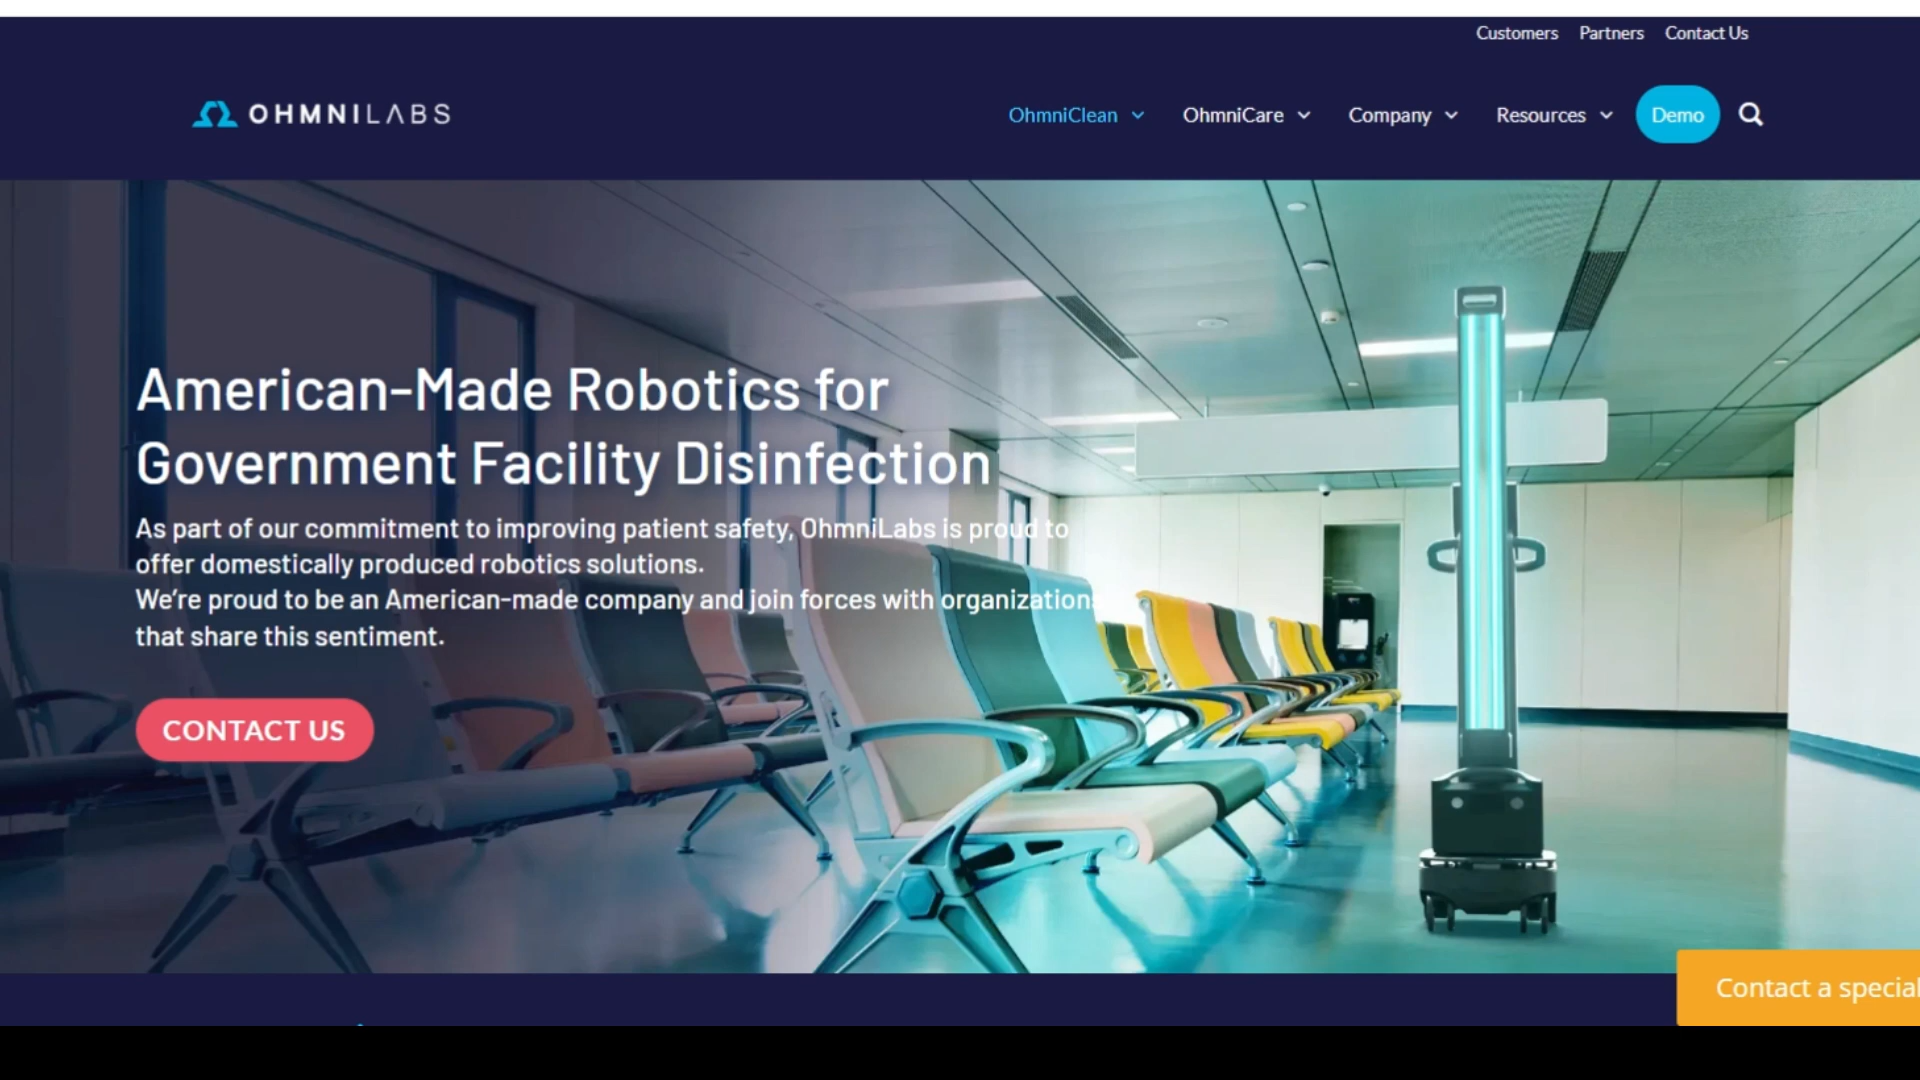 Customers Partners Contact Us
OHMNILABS
OhmniClean OhmniCare Company Resources Demo
American-Made Robotics for
Government Facility Disinfection
As part of our commitment to improving patient safety, OhmniLabs is proud to
offer domestically produced robotics solutions.
We're proud to be an American-made company and join forces with organizations
that share this sentiment.
CONTACT US
Contact a special